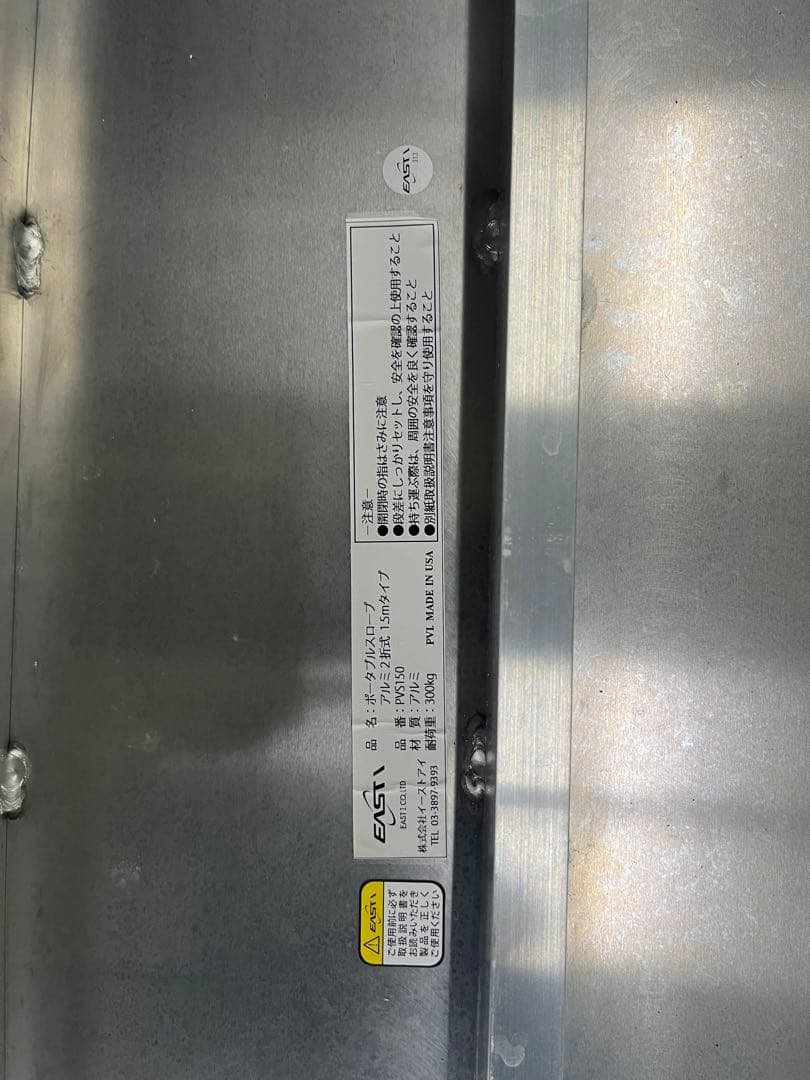 EAST I
ご使用前に必ず
取扱説明書を
お読みいただき
製品を正しく
ご使用ください
EAST I
EAST I CO.,LTD
株式会社イーストアイ
TEL 03-3897-9393
品 名：ポータブルスロープ
アルミ2折式 1.5mタイプ
品 番：PVS150
材 質：アルミ
耐荷重：300kg
PVI. MADE IN USA
－注意－
●開閉時の指はさみに注意
●段差にしっかりセットし、安全を確認の上使用すること
●持ち運ぶ際は、周囲の安全を良く確認すること
●別紙取扱説明書注意事項を守り使用すること
EAST I
313